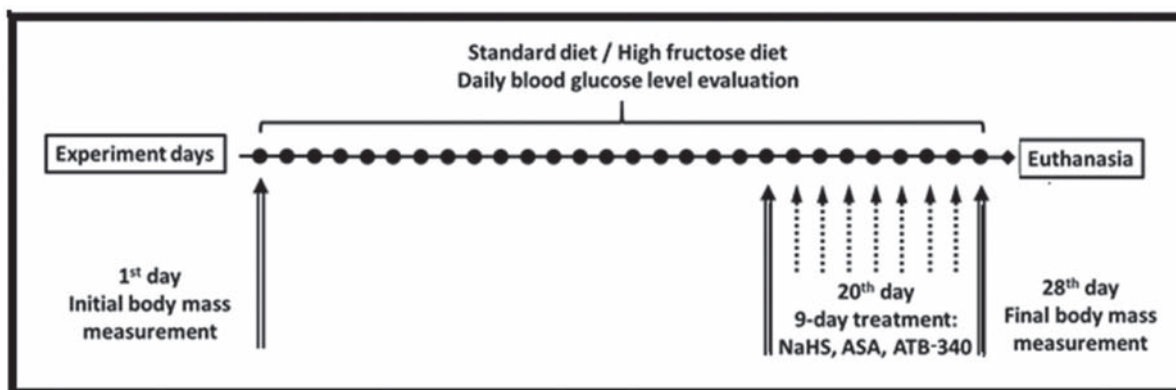 Standard diet / High fructose diet
Daily blood glucose level evaluation
Experiment days
Euthanasia
1st day
Initial body mass
measurement
20th day
9-day treatment:
NaHS, ASA, ATB-340
28th day
Final body mass
measurement